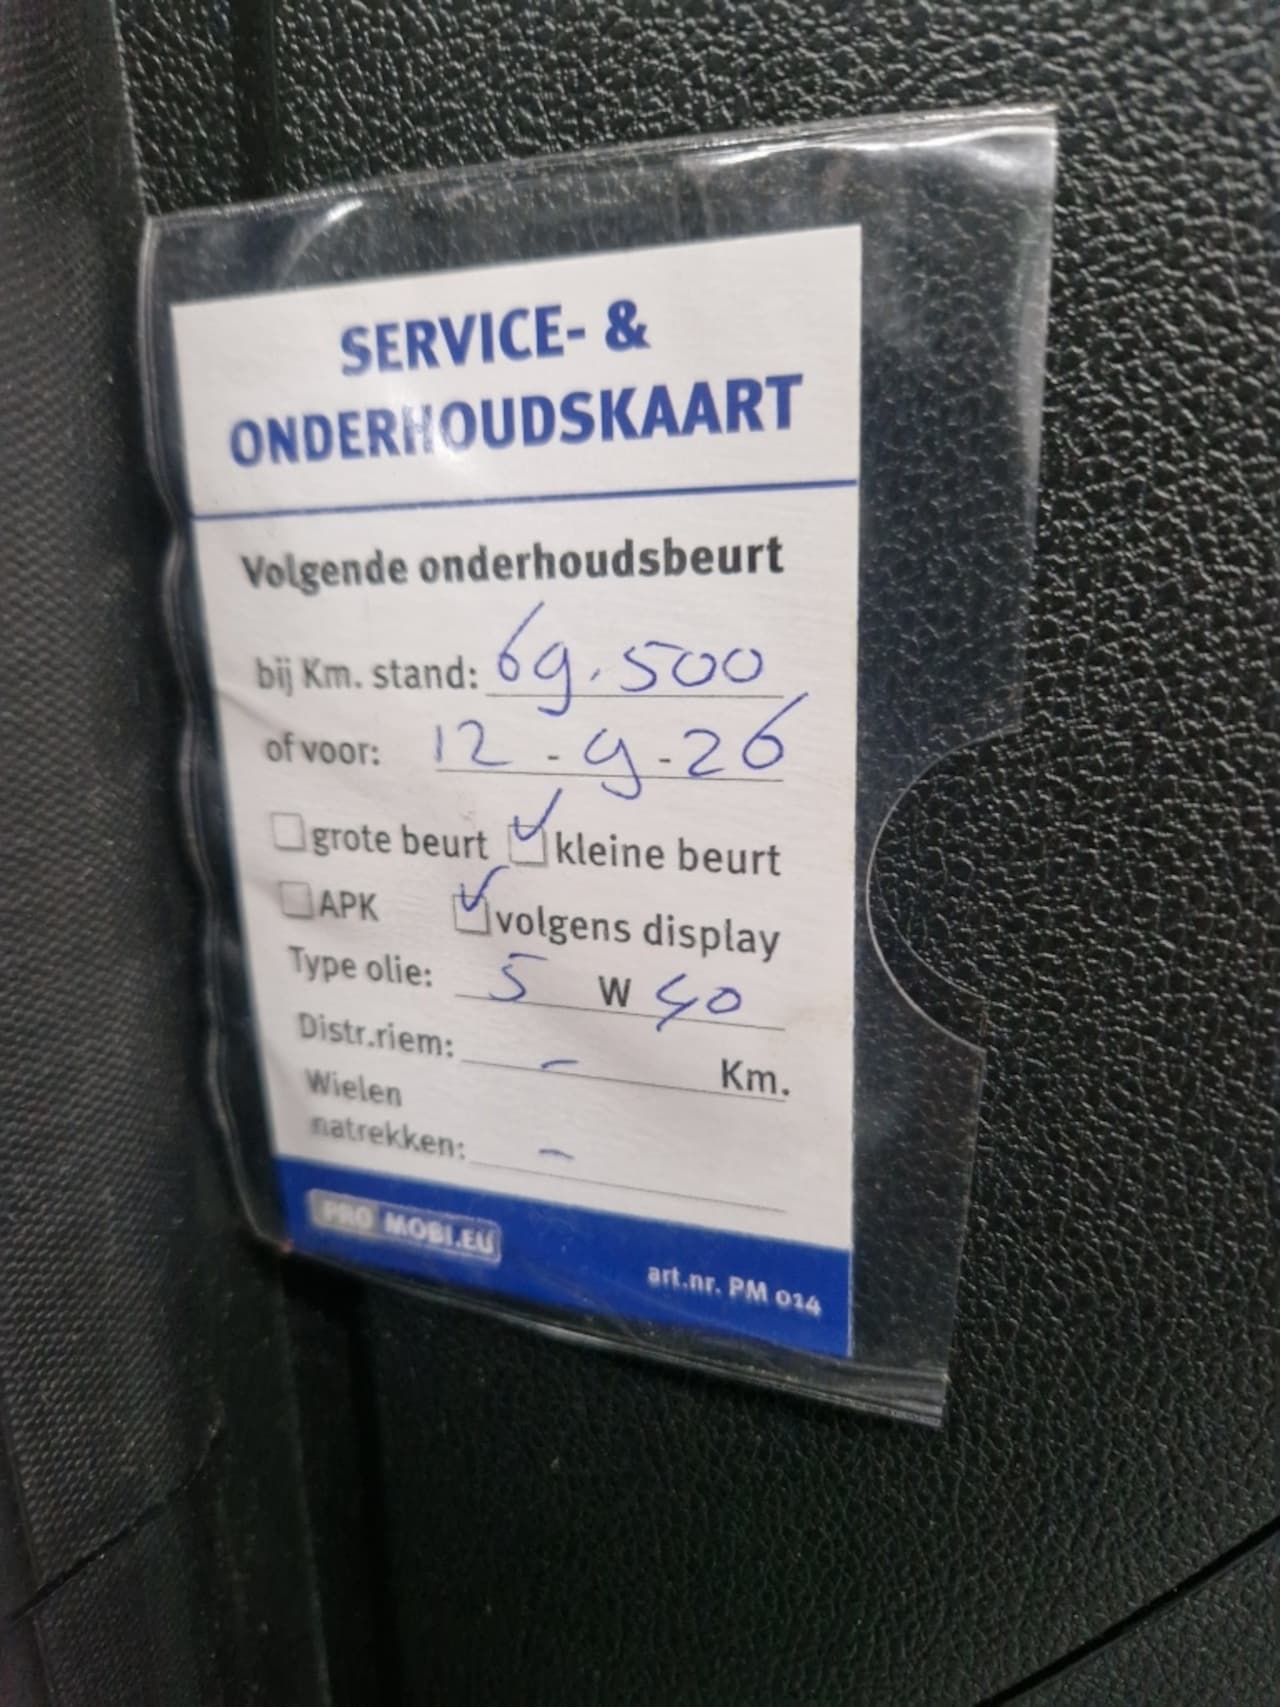 SERVICE- &
ONDERHOUDSKAART
Volgende onderhoudsbeurt
bij Km. stand: 69.500
of voor: 12-9-26
☐ grote beurt ☑ kleine beurt
☐ APK ☑ volgens display
Type olie: 5 W 40
Distr.riem: - Km.
Wielen
natrekken: -
PRO MOBI.EU
art.nr. PM 014